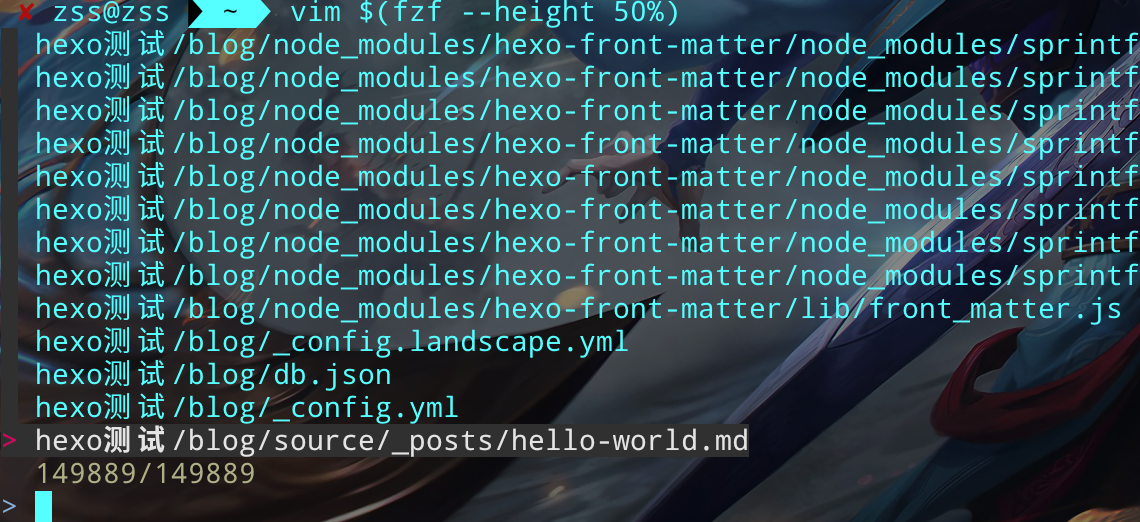 ✘ zss@zss ~ vim $(fzf --height 50%)
hexo测试/blog/node_modules/hexo-front-matter/node_modules/sprintf
hexo测试/blog/node_modules/hexo-front-matter/node_modules/sprintf
hexo测试/blog/node_modules/hexo-front-matter/node_modules/sprintf
hexo测试/blog/node_modules/hexo-front-matter/node_modules/sprintf
hexo测试/blog/node_modules/hexo-front-matter/node_modules/sprintf
hexo测试/blog/node_modules/hexo-front-matter/node_modules/sprintf
hexo测试/blog/node_modules/hexo-front-matter/node_modules/sprintf
hexo测试/blog/node_modules/hexo-front-matter/node_modules/sprintf
hexo测试/blog/node_modules/hexo-front-matter/lib/front_matter.js
hexo测试/blog/_config.landscape.yml
hexo测试/blog/db.json
hexo测试/blog/_config.yml
> hexo测试/blog/source/_posts/hello-world.md
149889/149889
>